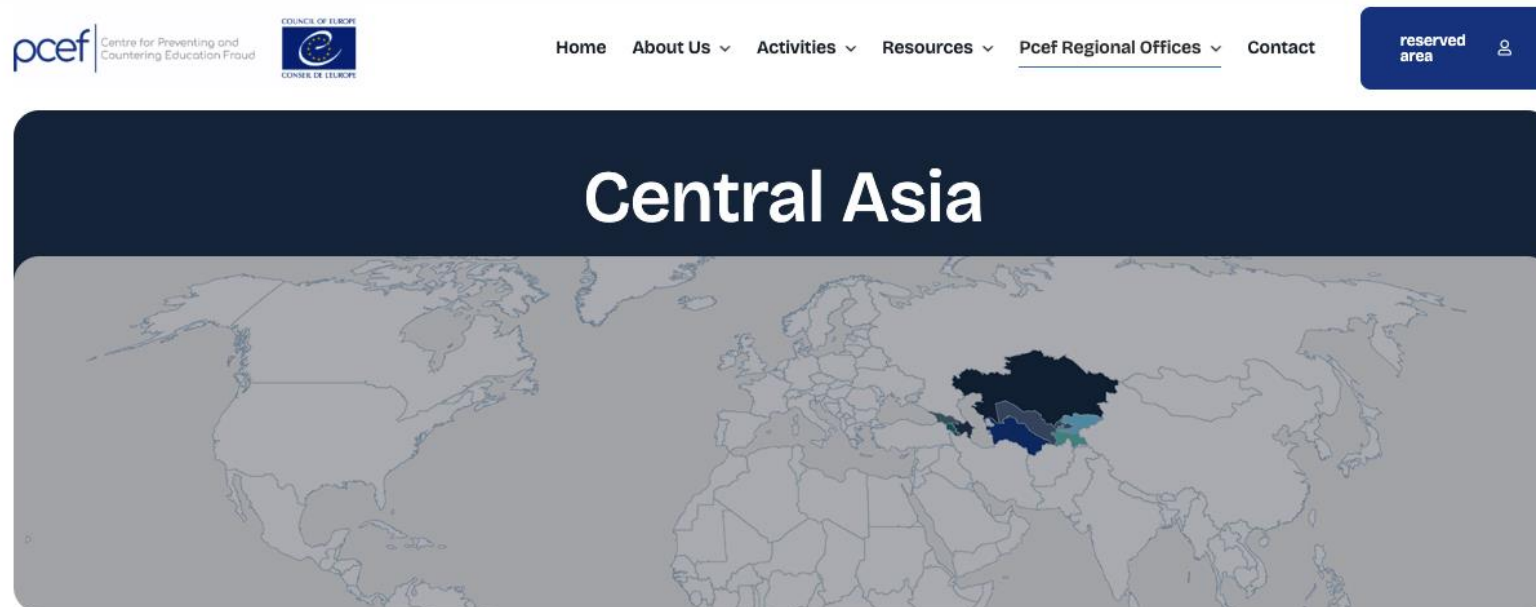 pcef
Centre for Preventing and
Countering Education Fraud
COUNCIL OF EUROPE
CONSEIL DE L'EUROPE
Home About Us Activities Resources Pcef Regional Offices Contact
reserved
area
Central Asia